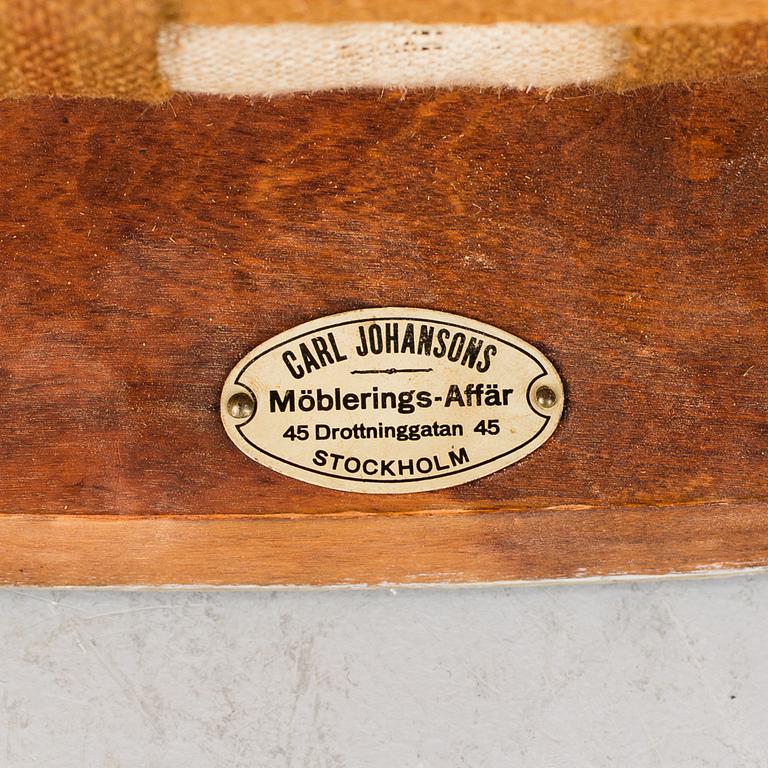 CARL JOHANSONS
Möblerings-Affär
45 Drottninggatan 45
STOCKHOLM